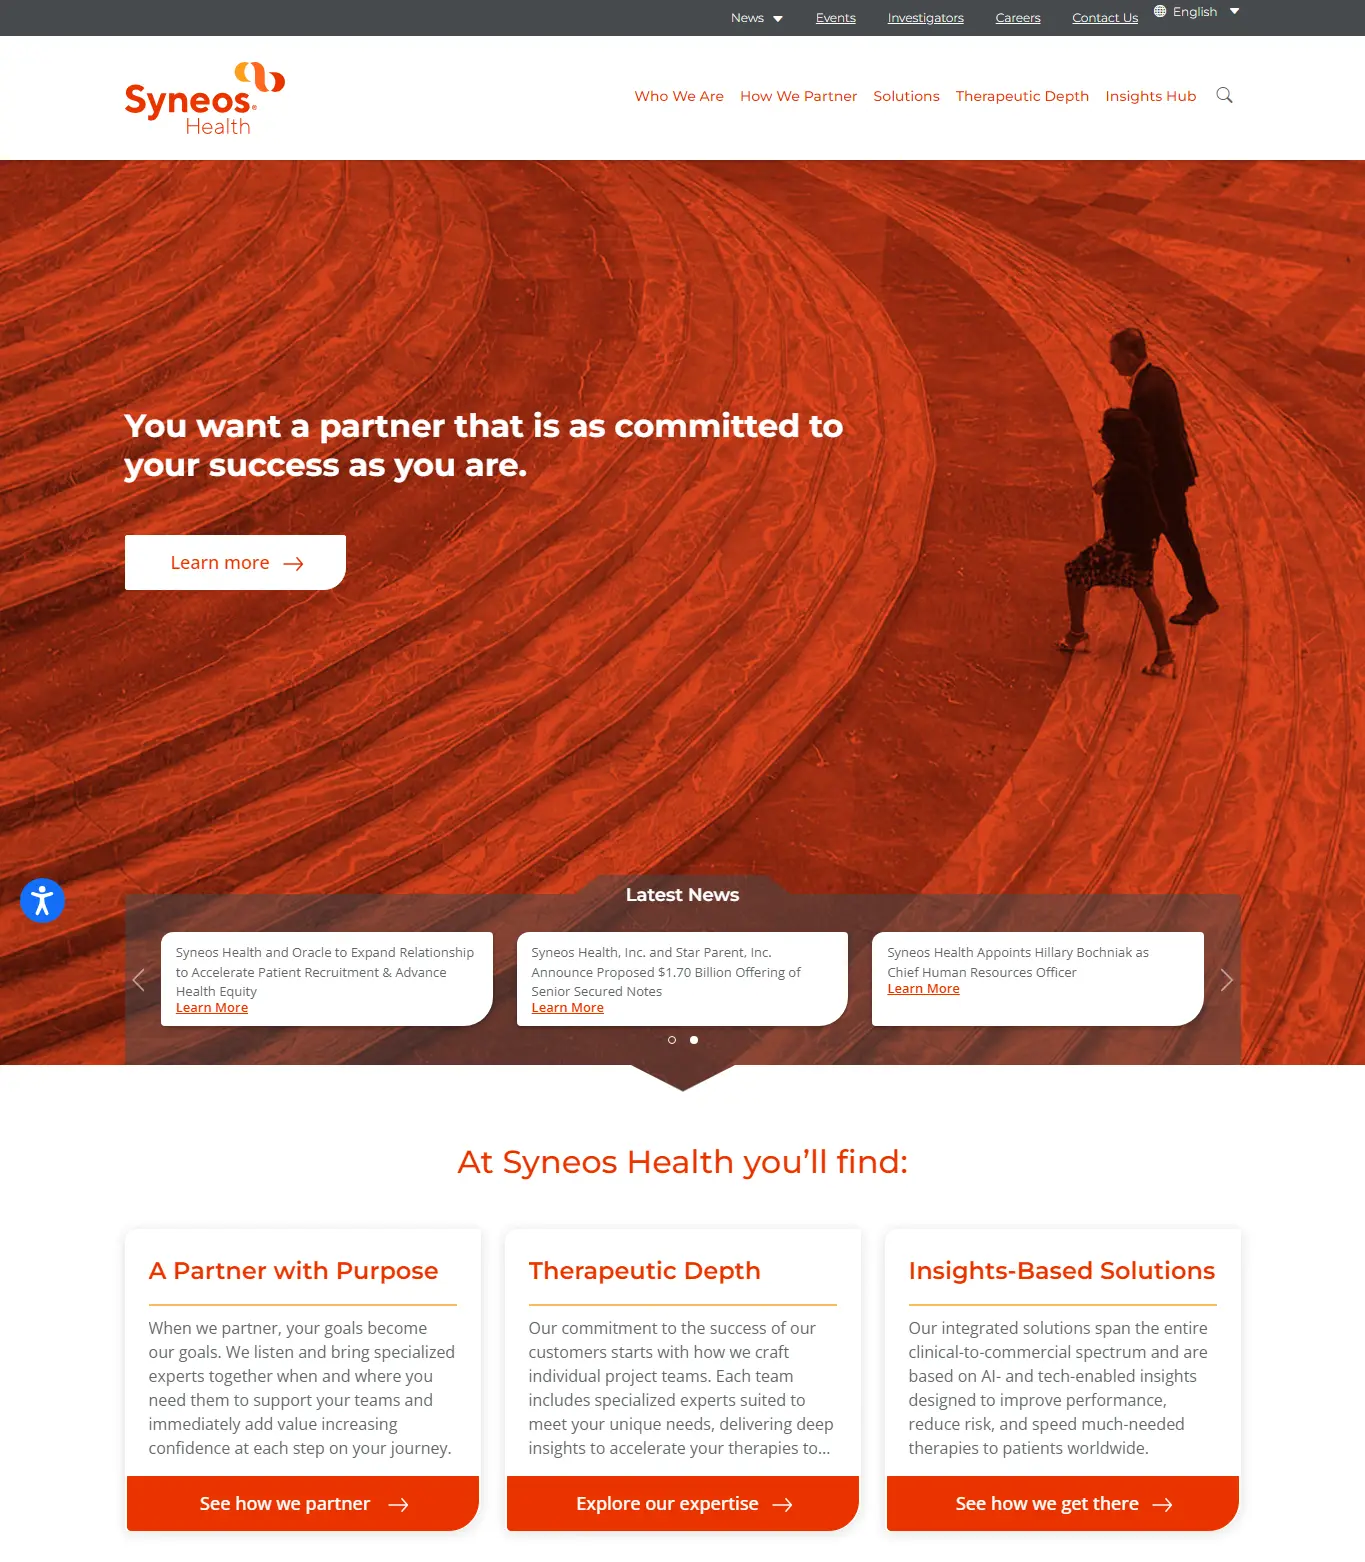 News
Events
Investigators
Careers
Contact Us
English
Syneos®
Health
Who We Are
How We Partner
Solutions
Therapeutic Depth
Insights Hub
You want a partner that is as committed to
your success as you are.
Learn more
Latest News
Syneos Health and Oracle to Expand Relationship
to Accelerate Patient Recruitment & Advance
Health Equity
Learn More
Syneos Health, Inc. and Star Parent, Inc.
Announce Proposed $1.70 Billion Offering of
Senior Secured Notes
Learn More
Syneos Health Appoints Hillary Bochniak as
Chief Human Resources Officer
Learn More
At Syneos Health you’ll find:
A Partner with Purpose
When we partner, your goals become
our goals. We listen and bring specialized
experts together when and where you
need them to support your teams and
immediately add value increasing
confidence at each step on your journey.
See how we partner
Therapeutic Depth
Our commitment to the success of our
customers starts with how we craft
individual project teams. Each team
includes specialized experts suited to
meet your unique needs, delivering deep
insights to accelerate your therapies to...
Explore our expertise
Insights-Based Solutions
Our integrated solutions span the entire
clinical-to-commercial spectrum and are
based on AI- and tech-enabled insights
designed to improve performance,
reduce risk, and speed much-needed
therapies to patients worldwide.
See how we get there